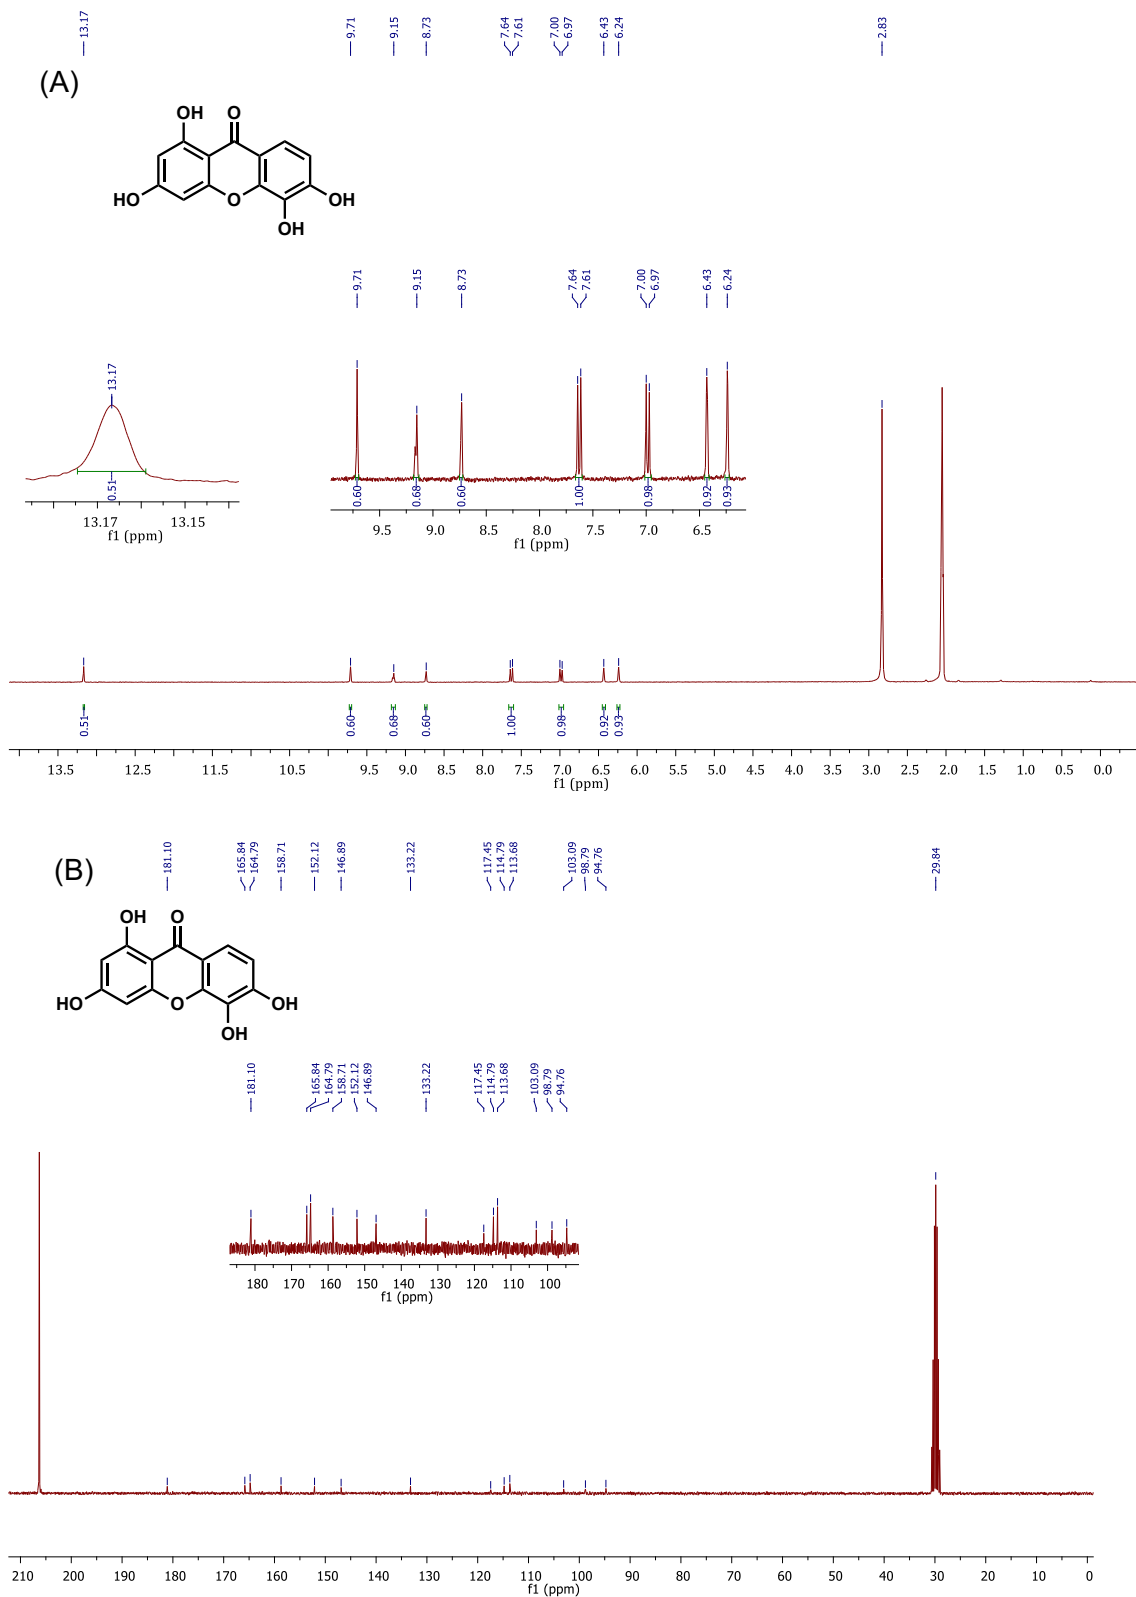 13.17 9.71 9.15 8.73 7.64 7.61 7.00 6.97 6.43 6.24 2.83
(A)
OH O
HO O OH
OH
9.71 9.15 8.73 7.64 7.61 7.00 6.97 6.43 6.24
13.17
0.51
13.17 13.15
f1 (ppm)
0.60 0.68 0.60 1.00 0.98 0.92 0.93
9.5 9.0 8.5 8.0 7.5 7.0 6.5
f1 (ppm)
0.51 0.60 0.68 0.60 1.00 0.98 0.92 0.93
13.5 12.5 11.5 10.5 9.5 9.0 8.5 8.0 7.5 7.0 6.5 6.0 5.5 5.0 4.5 4.0 3.5 3.0 2.5 2.0 1.5 1.0 0.5 0.0
f1 (ppm)
181.10 165.84 164.79 158.71 152.12 146.89 133.22 117.45 114.79 113.68 103.09 98.79 94.76 29.84
(B)
OH O
HO O OH
OH
181.10 165.84 164.79 158.71 152.12 146.89 133.22 117.45 114.79 113.68 103.09 98.79 94.76
180 170 160 150 140 130 120 110 100
f1 (ppm)
210 200 190 180 170 160 150 140 130 120 110 100 90 80 70 60 50 40 30 20 10 0
f1 (ppm)